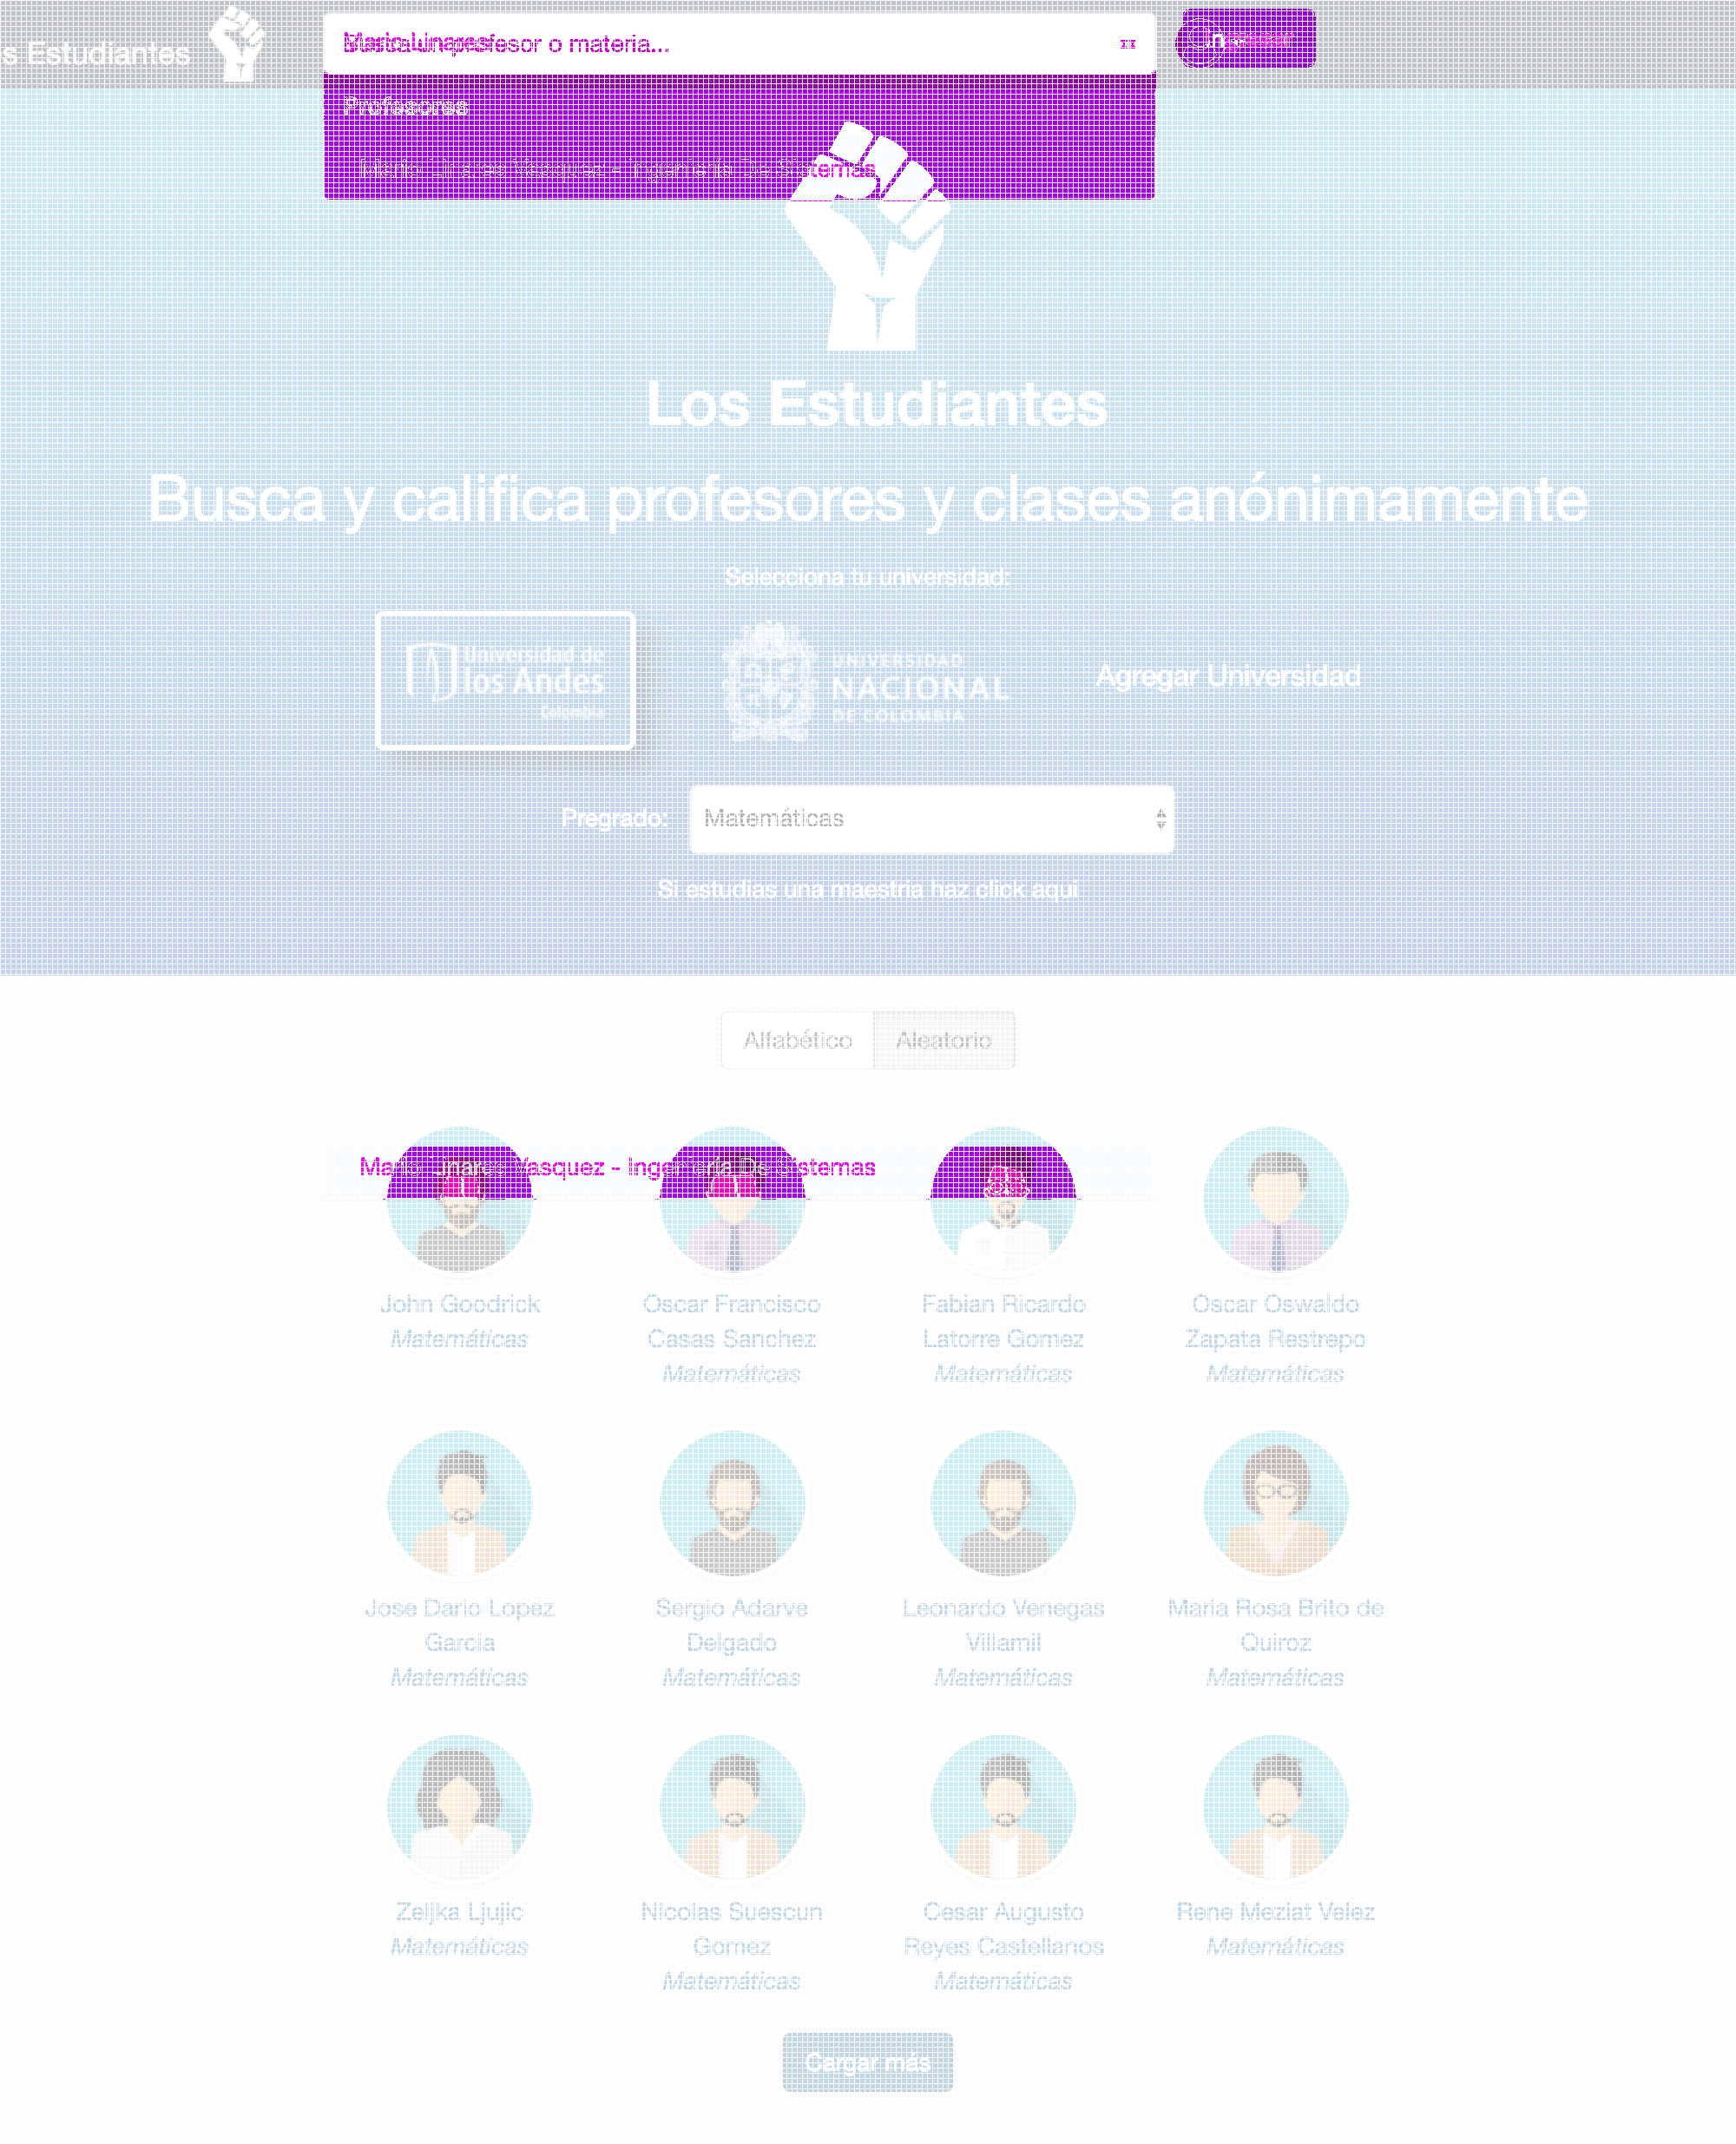 s Estudiantes
Busca un profesor o materia...
Profesores
Mario Linares Vasquez - Ingeniería De Sistemas
Los Estudiantes
Busca y califica profesores y clases anónimamente
Selecciona tu universidad:
Universidad de
los Andes
Colombia
UNIVERSIDAD
NACIONAL
DE COLOMBIA
Agregar Universidad
Pregrado: Matemáticas
Si estudias una maestría haz click aquí
Alfabético Aleatorio
Mario Linares Vasquez - Ingeniería De Sistemas
John Goodrick
Matemáticas
Oscar Francisco
Casas Sanchez
Matemáticas
Fabian Ricardo
Latorre Gomez
Matemáticas
Oscar Oswaldo
Zapata Restrepo
Matemáticas
Jose Dario Lopez
Garcia
Matemáticas
Sergio Adarve
Delgado
Matemáticas
Leonardo Venegas
Villamil
Matemáticas
Maria Rosa Brito de
Quiroz
Matemáticas
Zeljka Ljujic
Matemáticas
Nicolas Suescun
Gomez
Matemáticas
Cesar Augusto
Reyes Castellanos
Matemáticas
Rene Meziat Velez
Matemáticas
Cargar más